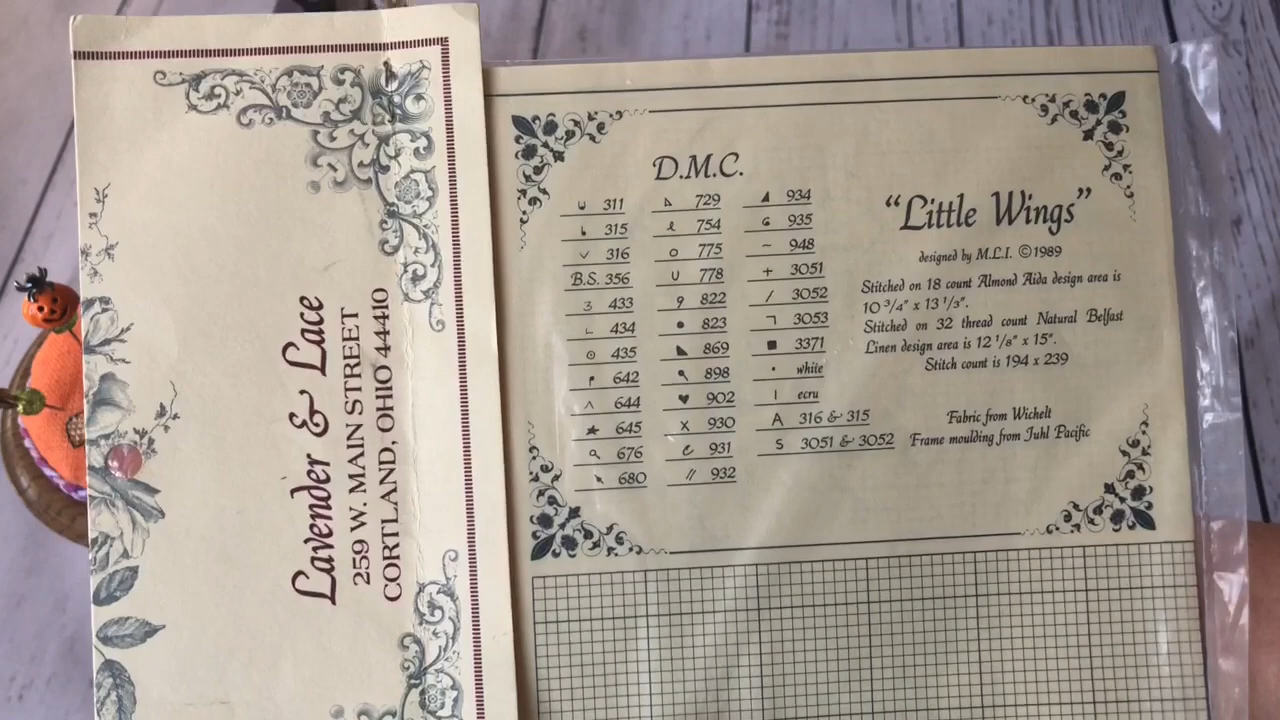 Lavender & Lace
259 W. MAIN STREET
CORTLAND, OHIO 44410
D.M.C.
311
315
316
B.S. 356
433
434
435
642
644
645
676
680
729
754
775
778
822
823
869
898
902
930
931
932
934
935
948
3051
3052
3053
3371
white
ecru
A 316 & 315
S 3051 & 3052
“Little Wings”
designed by M.L.I. ©1989
Stitched on 18 count Almond Aida design area is
10 3/4" x 13 1/3".
Stitched on 32 thread count Natural Belfast
Linen design area is 12 1/8" x 15".
Stitch count is 194 x 239
Fabric from Wichelt
Frame moulding from Juhl Pacific